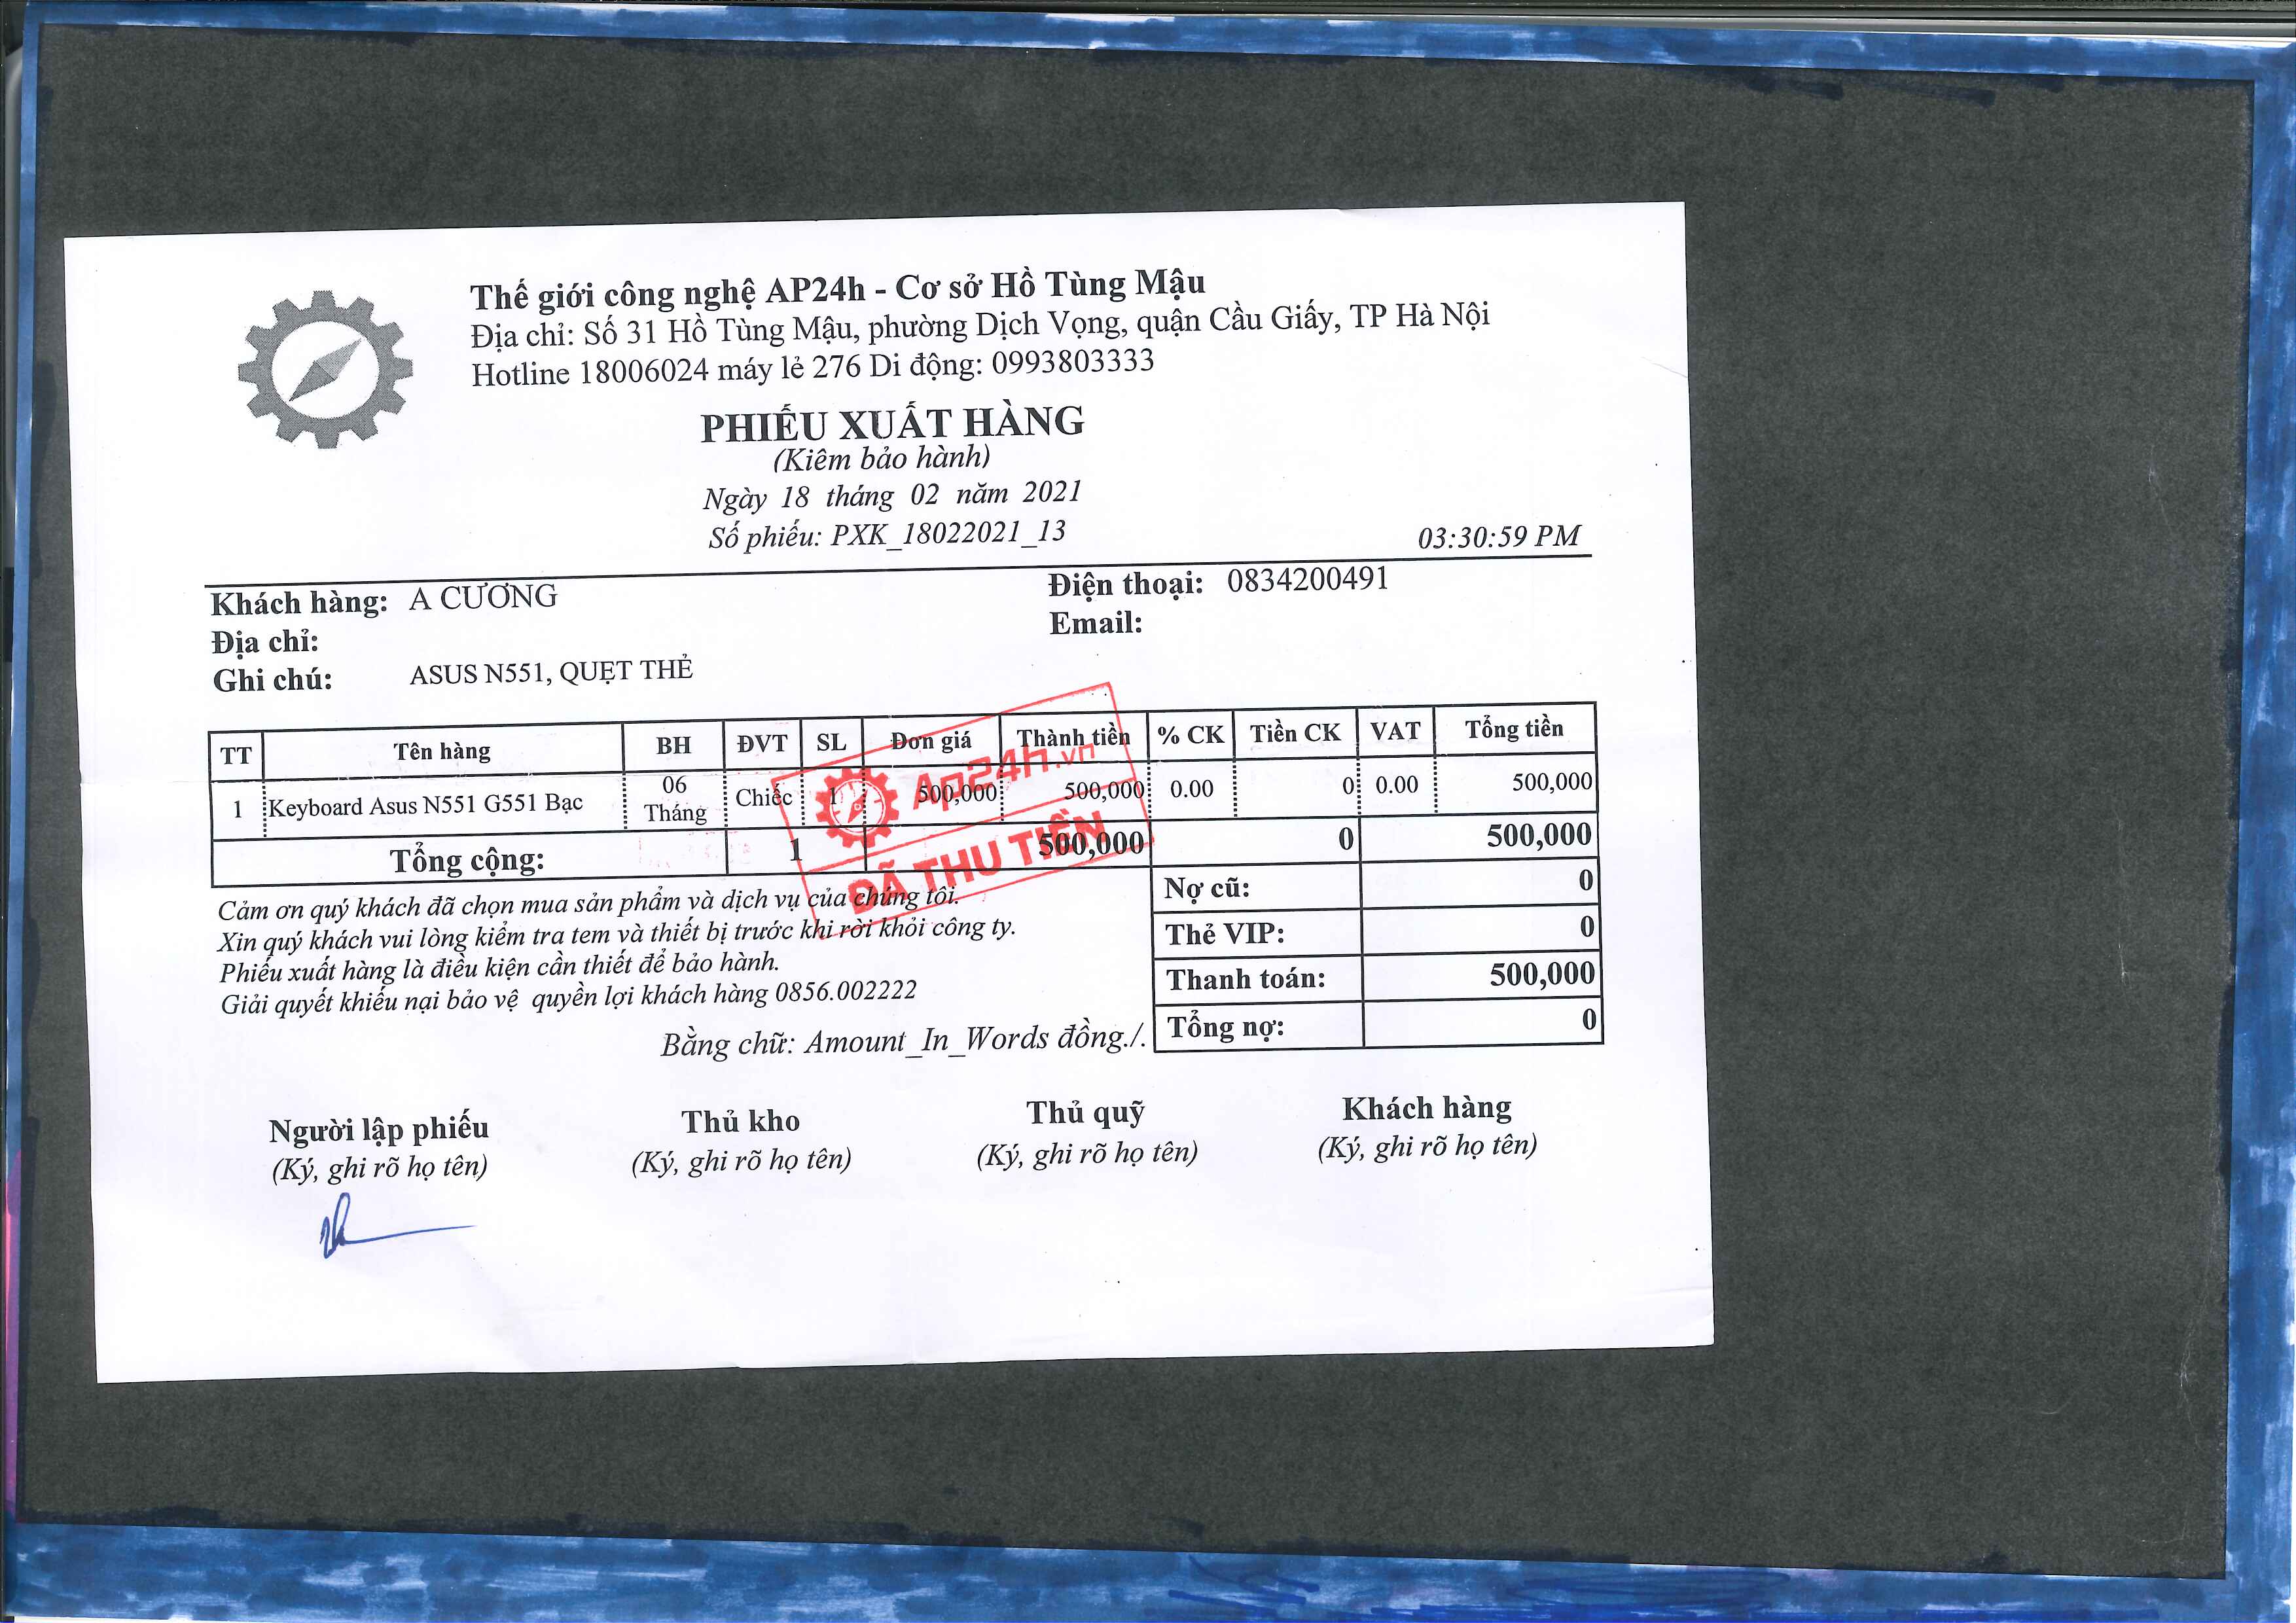 Thế giới công nghệ AP24h - Cơ sở Hồ Tùng Mậu
Địa chỉ: Số 31 Hồ Tùng Mậu, phường Dịch Vọng, quận Cầu Giấy, TP Hà Nội
Hotline 18006024 máy lẻ 276 Di động: 0993803333
PHIẾU XUẤT HÀNG
(Kiêm bảo hành)
Ngày 18 tháng 02 năm 2021
Số phiếu: PXK_18022021_13
03:30:59 PM
Khách hàng: A CƯƠNG
Điện thoại: 0834200491
Địa chỉ:
Email:
Ghi chú: ASUS N551, QUẸT THẺ
TT Tên hàng BH ĐVT SL Đơn giá Thành tiền % CK Tiền CK VAT Tổng tiền
1 Keyboard Asus N551 G551 Bạc 06 Tháng Chiếc 1 500,000 500,000 0.00 0 0.00 500,000
Tổng cộng: 1 500,000 0 500,000
Ap24h.vn
ĐÃ THU TIỀN
Nợ cũ: 0
Thẻ VIP: 0
Thanh toán: 500,000
Tổng nợ: 0
Cảm ơn quý khách đã chọn mua sản phẩm và dịch vụ của chúng tôi.
Xin quý khách vui lòng kiểm tra tem và thiết bị trước khi rời khỏi công ty.
Phiếu xuất hàng là điều kiện cần thiết để bảo hành.
Giải quyết khiếu nại bảo vệ quyền lợi khách hàng 0856.002222
Bằng chữ: Amount_In_Words đồng./.
Người lập phiếu Thủ kho Thủ quỹ Khách hàng
(Ký, ghi rõ họ tên) (Ký, ghi rõ họ tên) (Ký, ghi rõ họ tên) (Ký, ghi rõ họ tên)